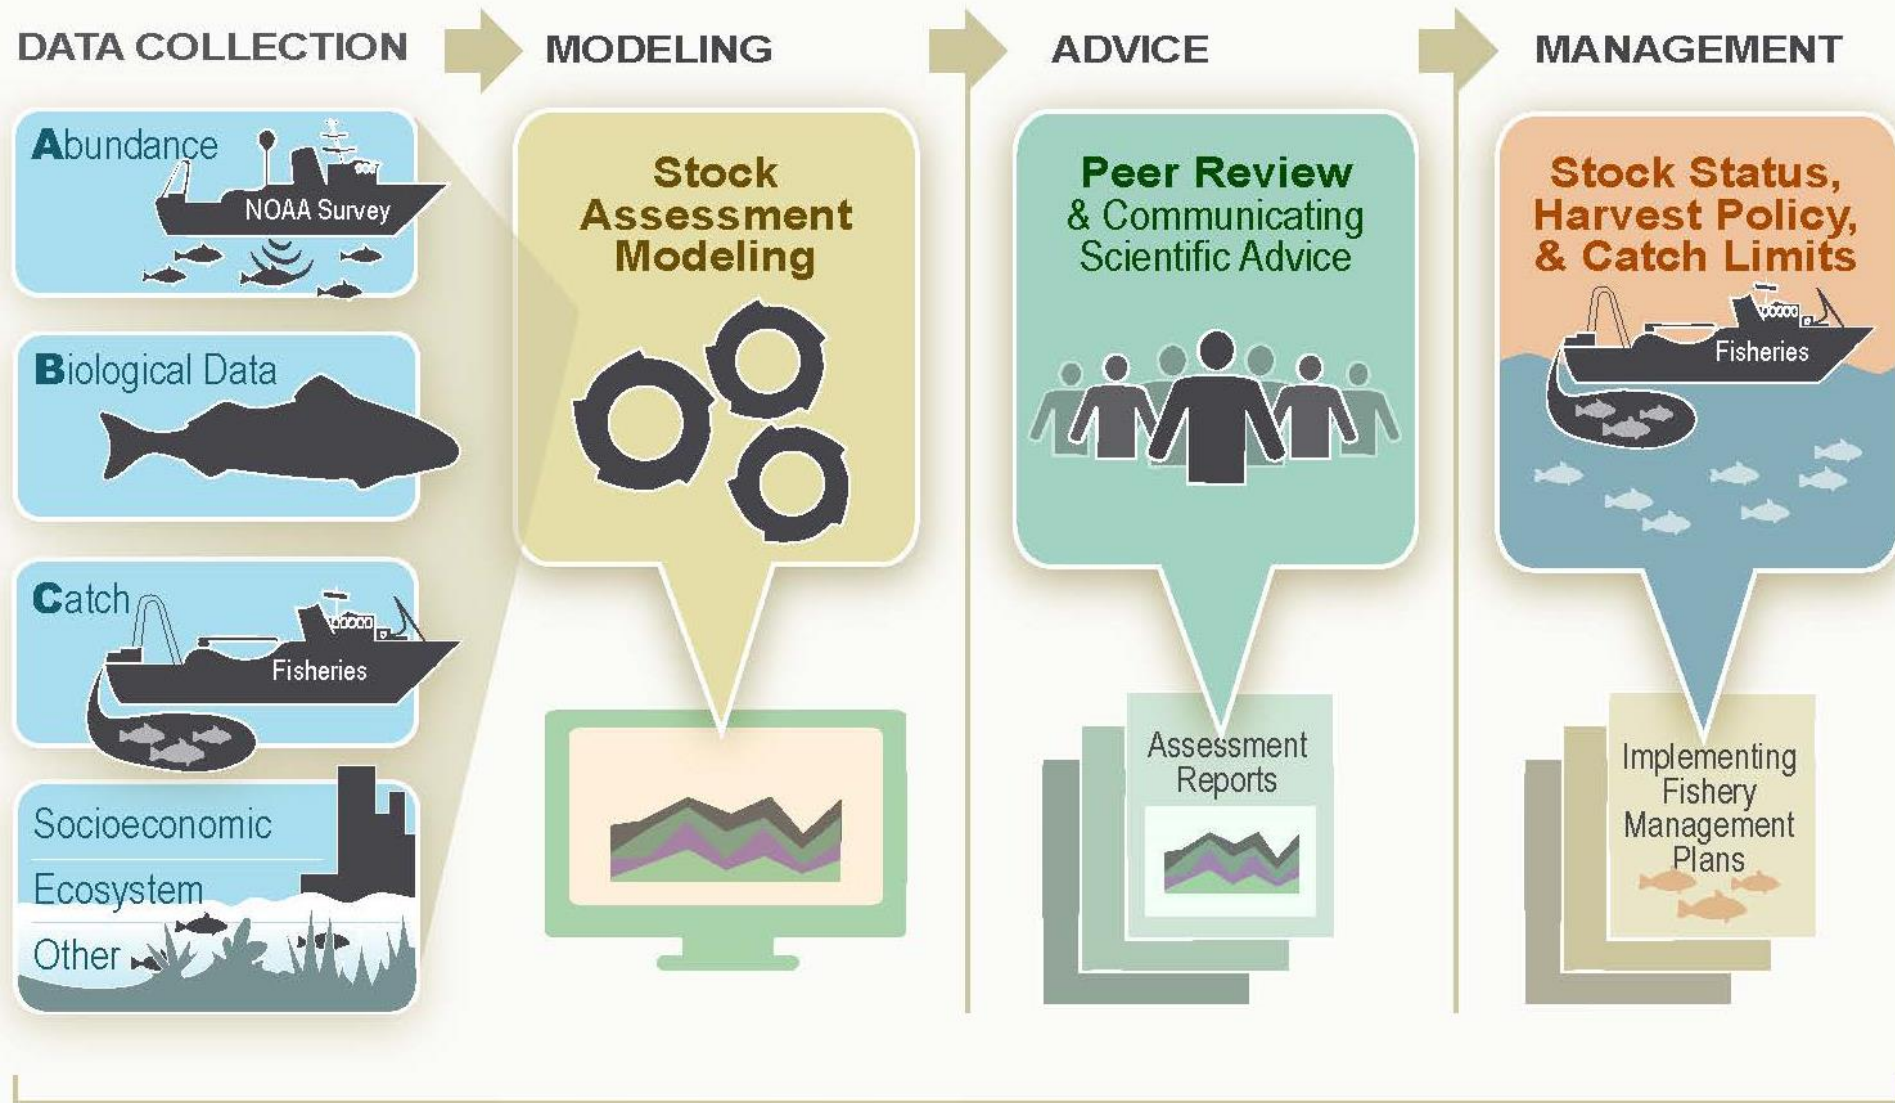 DATA COLLECTION
MODELING
ADVICE
MANAGEMENT
Abundance
NOAA Survey
Biological Data
Catch
Fisheries
Socioeconomic
Ecosystem
Other
Stock
Assessment
Modeling
Peer Review
& Communicating
Scientific Advice
Assessment
Reports
Stock Status,
Harvest Policy,
& Catch Limits
Fisheries
Implementing
Fishery
Management
Plans